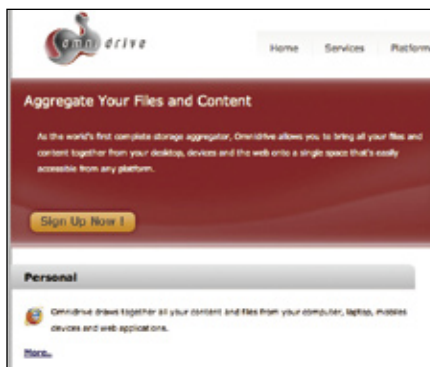 omni drive
Home Services Platform
Aggregate Your Files and Content
As the world's first complete storage aggregator, Omnidrive allows you to bring all your files and
content together from your desktop, devices and the web onto a single space that's easily
accessible from any platform.
Sign Up Now !
Personal
Omnidrive draws together all your content and files from your computer, laptop, mobiles
devices and web applications.
More..